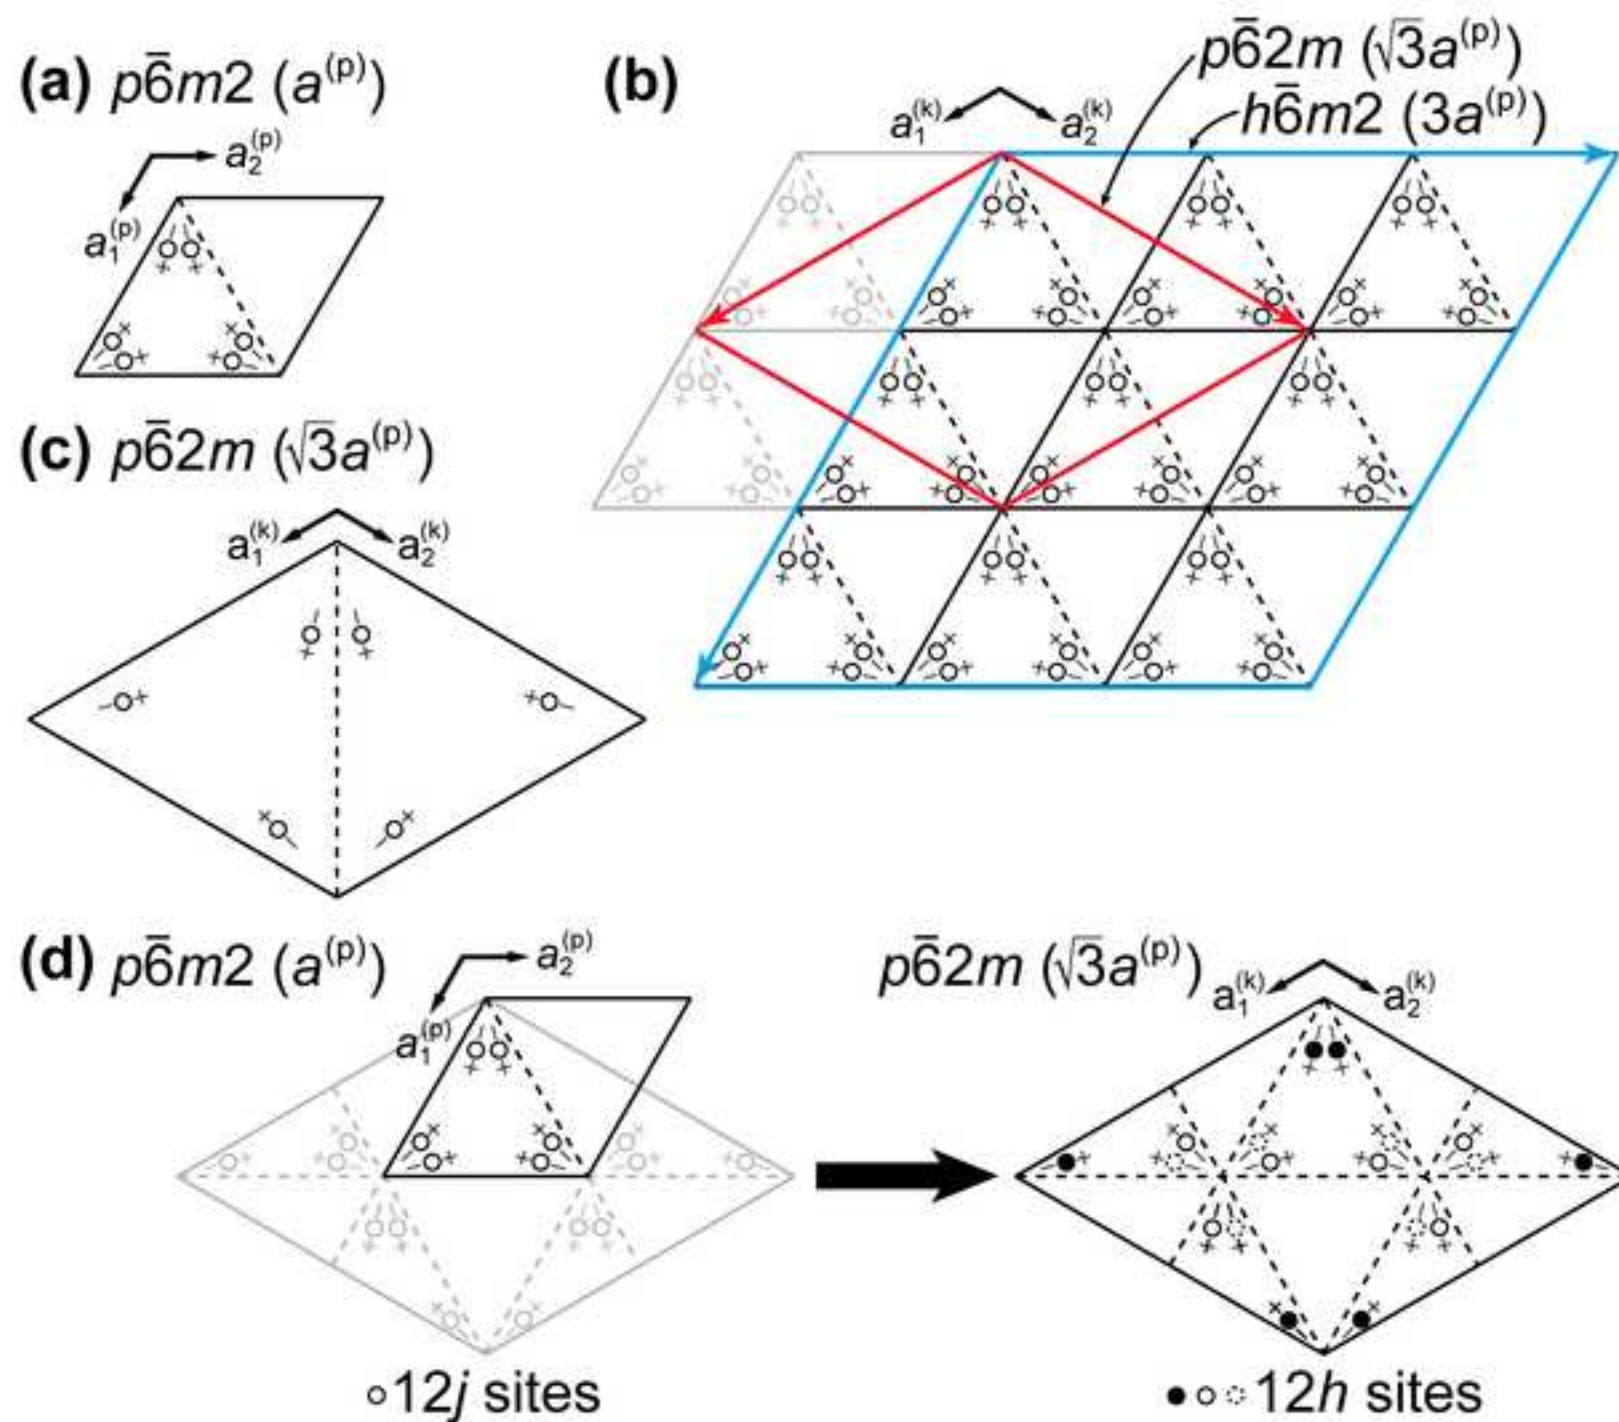 (a) p6̄m2 (a⁽ᵖ⁾)
a₂⁽ᵖ⁾
a₁⁽ᵖ⁾
(b)
p6̄2m (√3a⁽ᵖ⁾)
h6̄m2 (3a⁽ᵖ⁾)
a₁⁽ᵏ⁾ a₂⁽ᵏ⁾
(c) p6̄2m (√3a⁽ᵖ⁾)
a₁⁽ᵏ⁾ a₂⁽ᵏ⁾
(d) p6̄m2 (a⁽ᵖ⁾)
a₂⁽ᵖ⁾
a₁⁽ᵖ⁾
12j sites
p6̄2m (√3a⁽ᵖ⁾)
a₁⁽ᵏ⁾ a₂⁽ᵏ⁾
12h sites